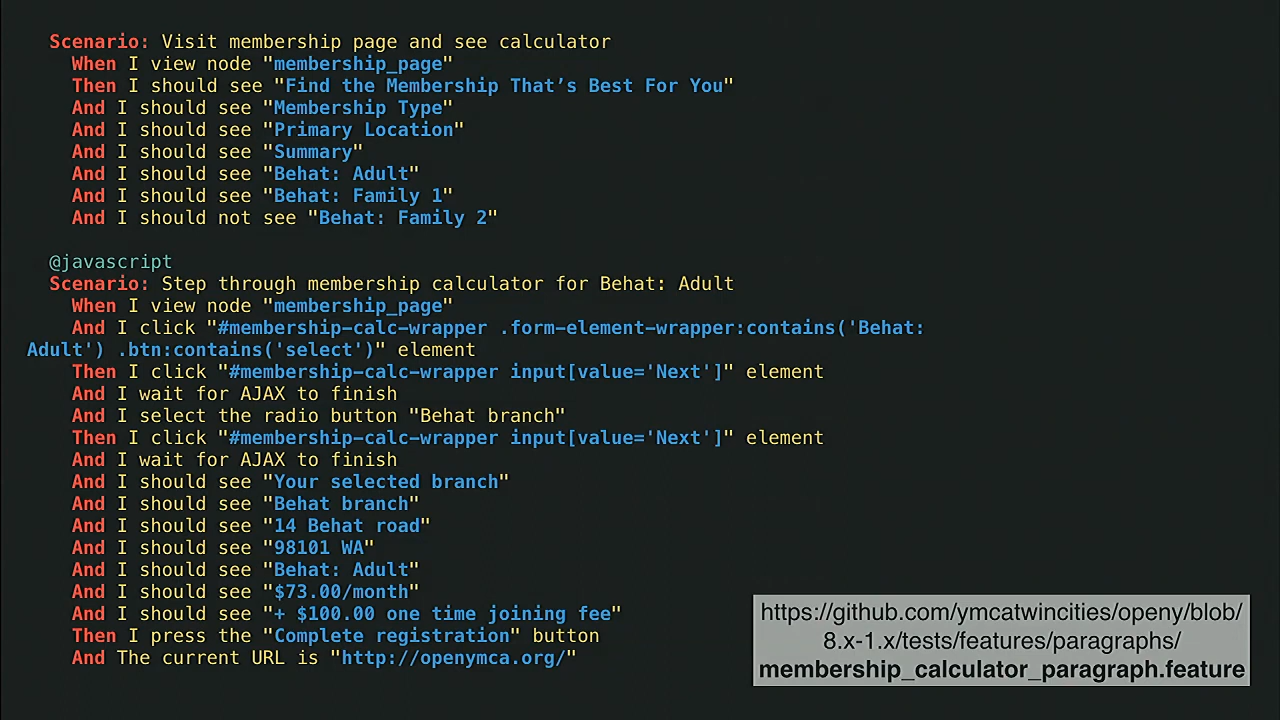 Scenario: Visit membership page and see calculator
When I view node "membership_page"
Then I should see "Find the Membership That’s Best For You"
And I should see "Membership Type"
And I should see "Primary Location"
And I should see "Summary"
And I should see "Behat: Adult"
And I should see "Behat: Family 1"
And I should not see "Behat: Family 2"
@javascript
Scenario: Step through membership calculator for Behat: Adult
When I view node "membership_page"
And I click "#membership-calc-wrapper .form-element-wrapper:contains('Behat:
Adult') .btn:contains('select')" element
Then I click "#membership-calc-wrapper input[value='Next']" element
And I wait for AJAX to finish
And I select the radio button "Behat branch"
Then I click "#membership-calc-wrapper input[value='Next']" element
And I wait for AJAX to finish
And I should see "Your selected branch"
And I should see "Behat branch"
And I should see "14 Behat road"
And I should see "98101 WA"
And I should see "Behat: Adult"
And I should see "$73.00/month"
And I should see "+ $100.00 one time joining fee"
Then I press the "Complete registration" button
And The current URL is "http://openymca.org/"
https://github.com/ymcatwincities/openy/blob/
8.x-1.x/tests/features/paragraphs/
membership_calculator_paragraph.feature